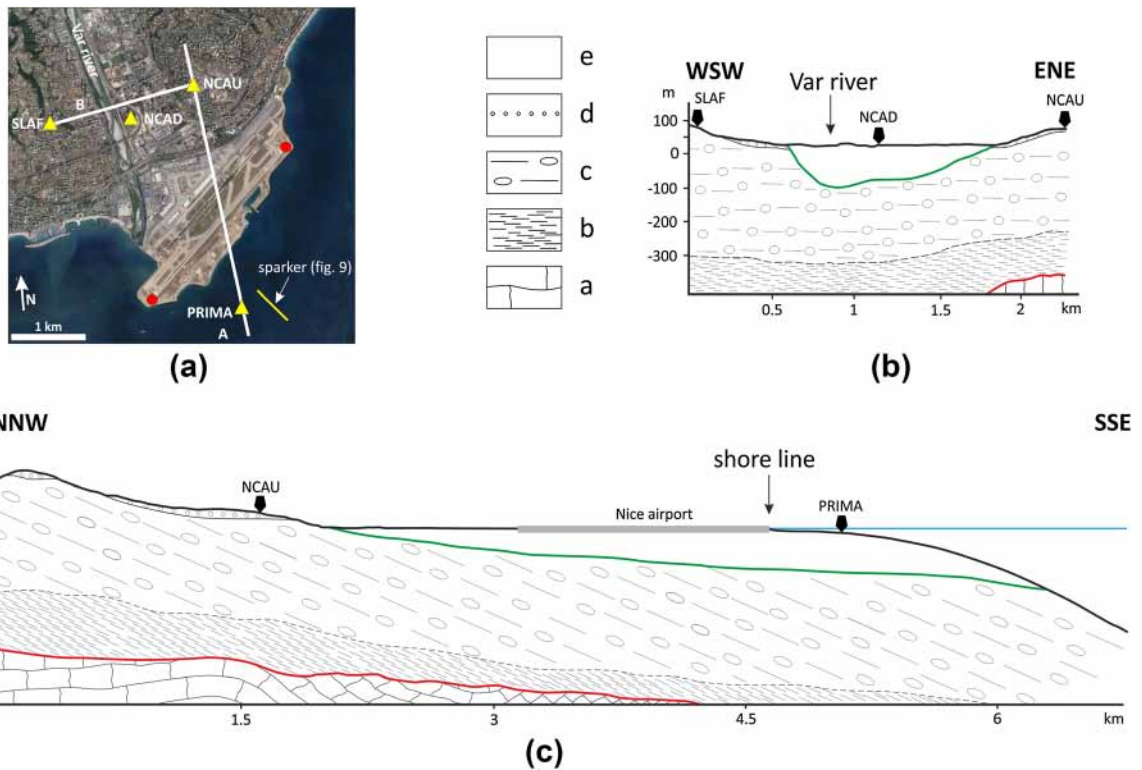 Var river
NCAU
B
SLAF
NCAD
sparker (fig. 9)
N
PRIMA
1 km
A
(a)
e
d
c
b
a
WSW
ENE
Var river
m
SLAF
NCAD
NCAU
100
0
-100
-200
-300
0.5
1
1.5
2
km
(b)
NNW
SSE
shore line
NCAU
PRIMA
Nice airport
1.5
3
4.5
6
km
(c)